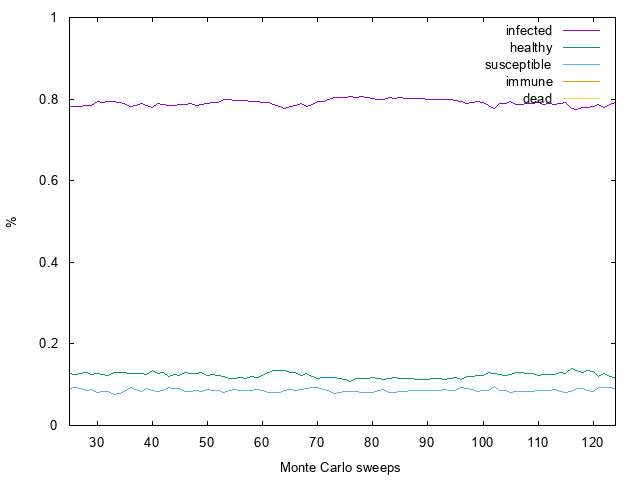 1
0.8
0.6
0.4
0.2
0
%
30 40 50 60 70 80 90 100 110 120
Monte Carlo sweeps
infected
healthy
susceptible
immune
dead